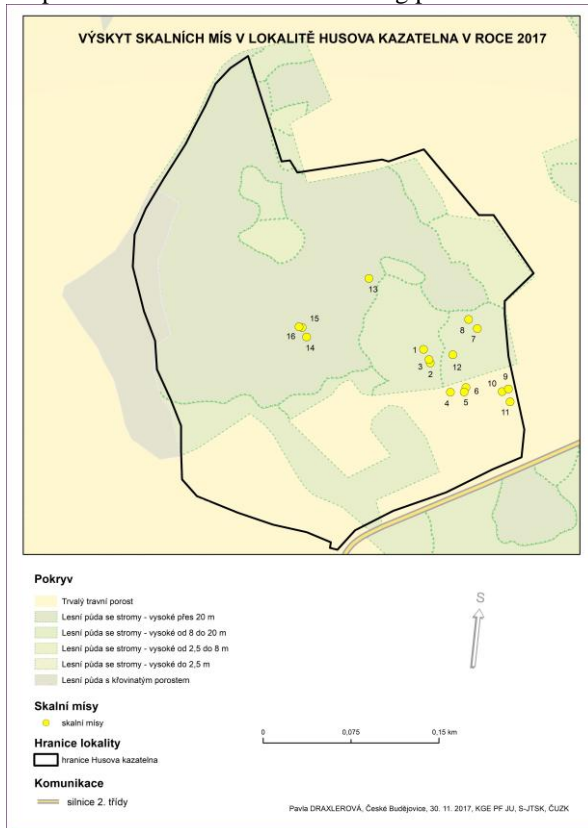 VÝSKYT SKALNÍCH MÍS V LOKALITĚ HUSOVA KAZATELNA V ROCE 2017
13
15
16
14
8
7
1
3
2
12
9
10
6
4
5
11
Pokryv
Trvalý travní porost
Lesní půda se stromy - vysoké přes 20 m
Lesní půda se stromy - vysoké od 8 do 20 m
Lesní půda se stromy - vysoké od 2,5 do 8 m
Lesní půda se stromy - vysoké do 2,5 m
Lesní půda s křovinatým porostem
S
Skalní mísy
skalní mísy
0 0,075 0,15 km
Hranice lokality
hranice Husova kazatelna
Komunikace
silnice 2. třídy
Pavla DRAXLEROVÁ, České Budějovice, 30. 11. 2017, KGE PF JU, S-JTSK, ČUZK